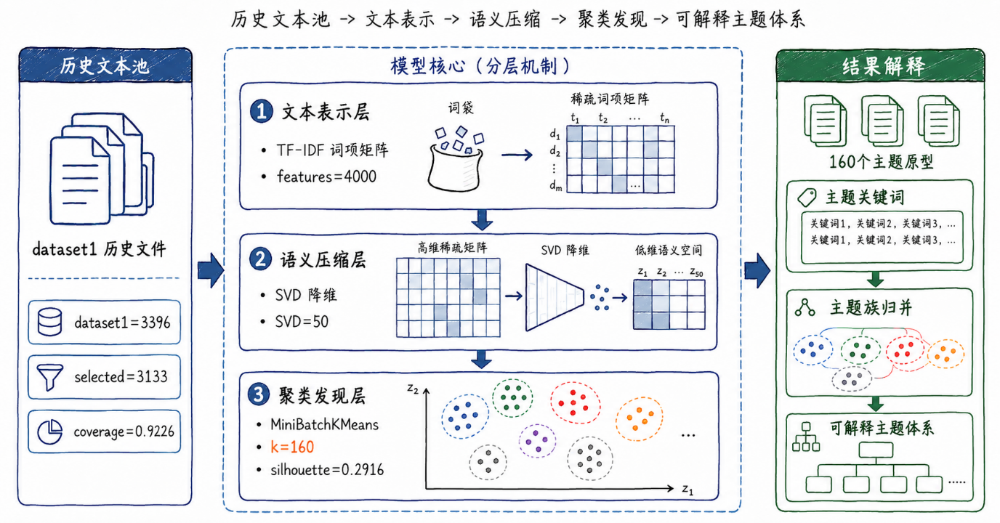 历史文本池 -> 文本表示 -> 语义压缩 -> 聚类发现 -> 可解释主题体系
历史文本池
dataset1 历史文件
dataset1=3396
selected=3133
coverage=0.9226
模型核心（分层机制）
1 文本表示层
• TF-IDF 词项矩阵
• features=4000
词袋
稀疏词项矩阵
t1 t2 ... tn
d1
d2
⋮
dm
...
2 语义压缩层
• SVD 降维
• SVD=50
高维稀疏矩阵
SVD 降维
低维语义空间
z1 z2 ... z50
3 聚类发现层
• MiniBatchKMeans
• k=160
• silhouette=0.2916
z2
...
z1
结果解释
160个主题原型
主题关键词
关键词1, 关键词2, 关键词3, ...
关键词1, 关键词2, 关键词3, ...
主题族归并
可解释主题体系
.....